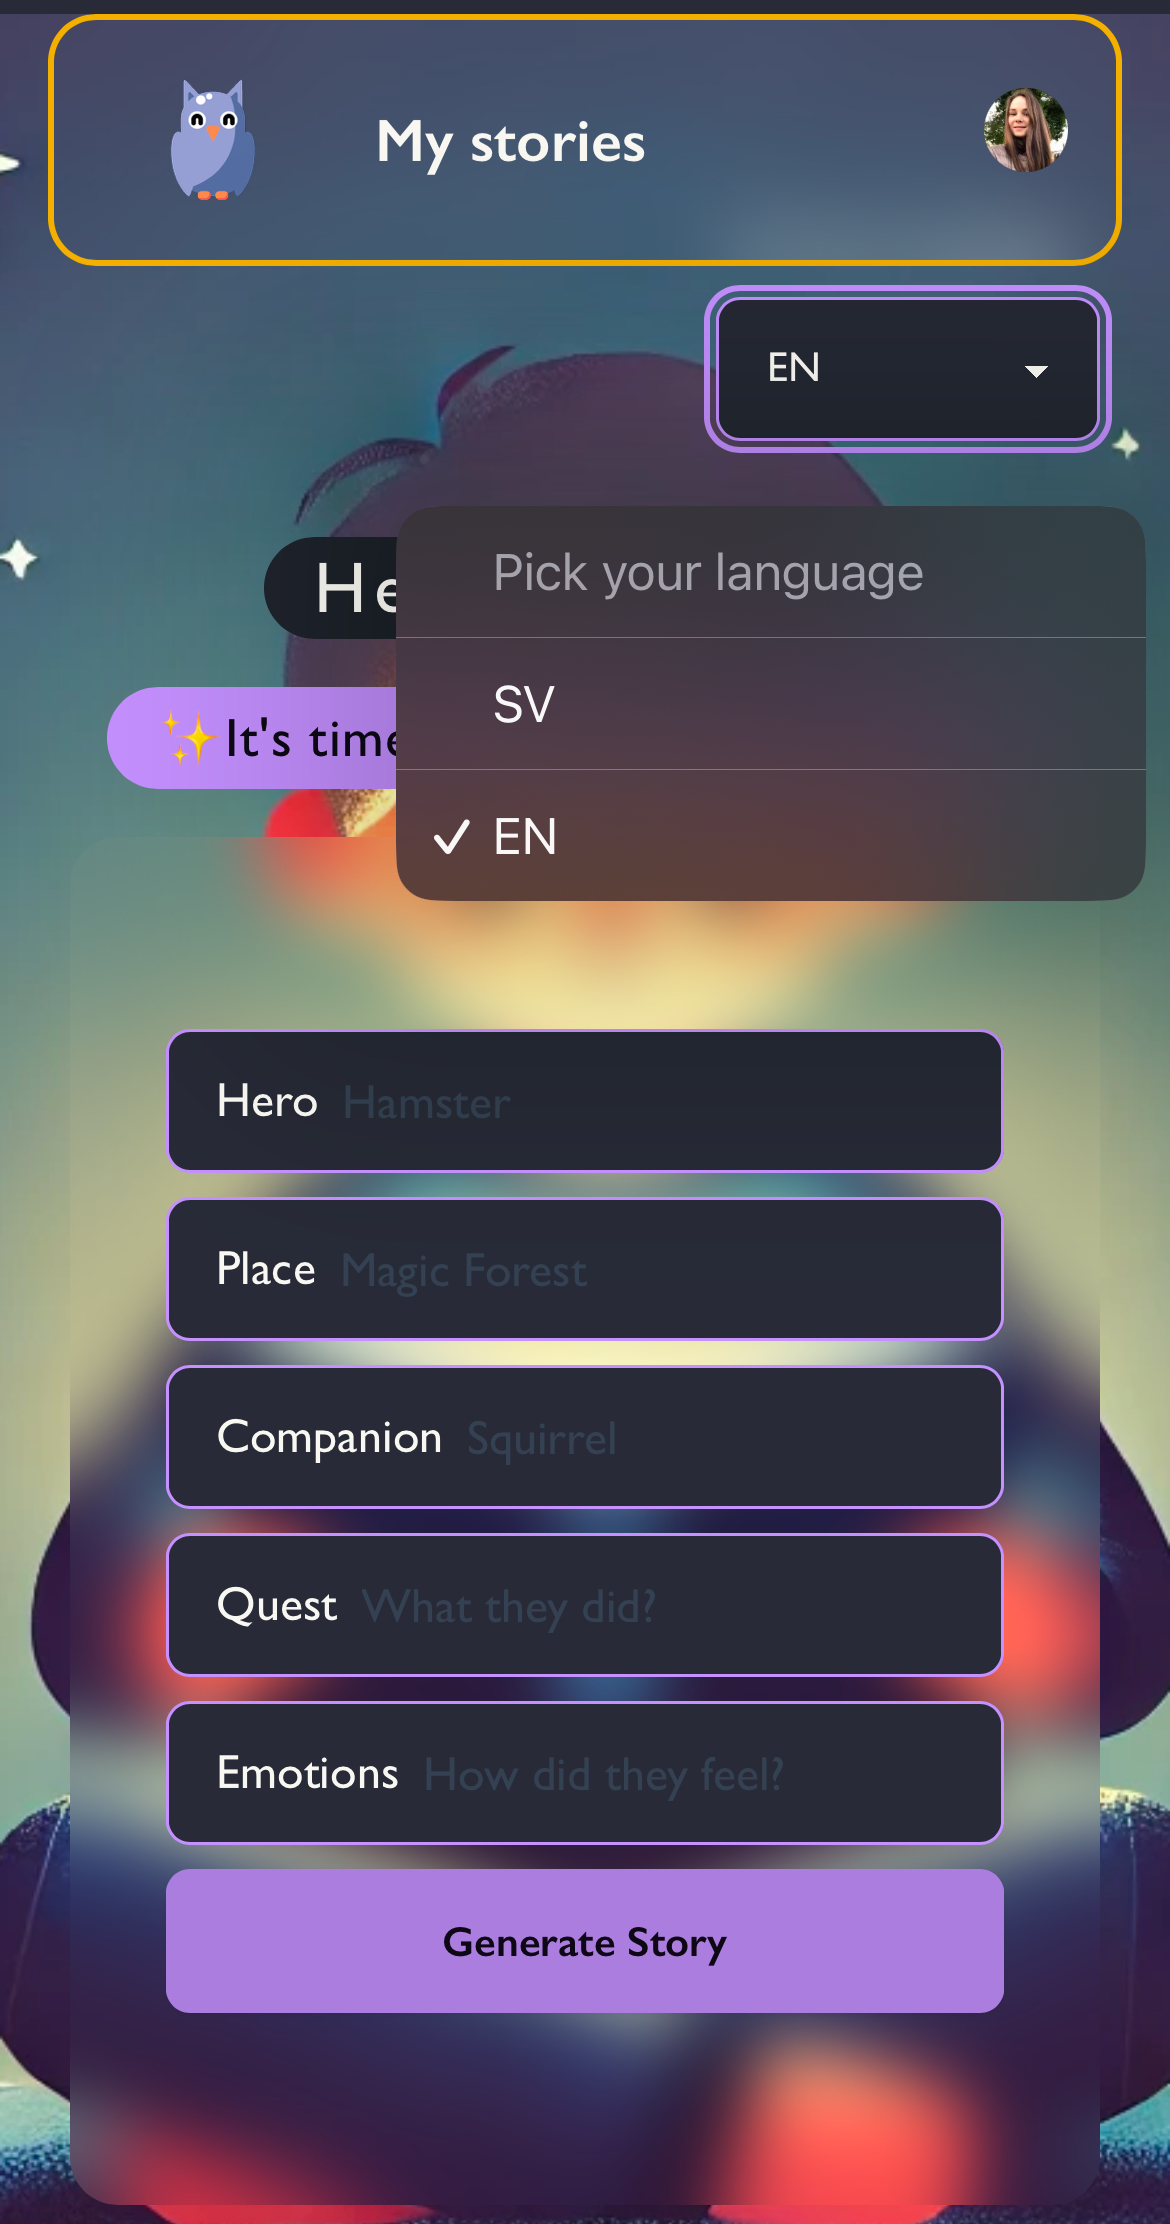 My stories
EN
Pick your language
He
SV
✨It's time
EN
Hero Hamster
Place Magic Forest
Companion Squirrel
Quest What they did?
Emotions How did they feel?
Generate Story